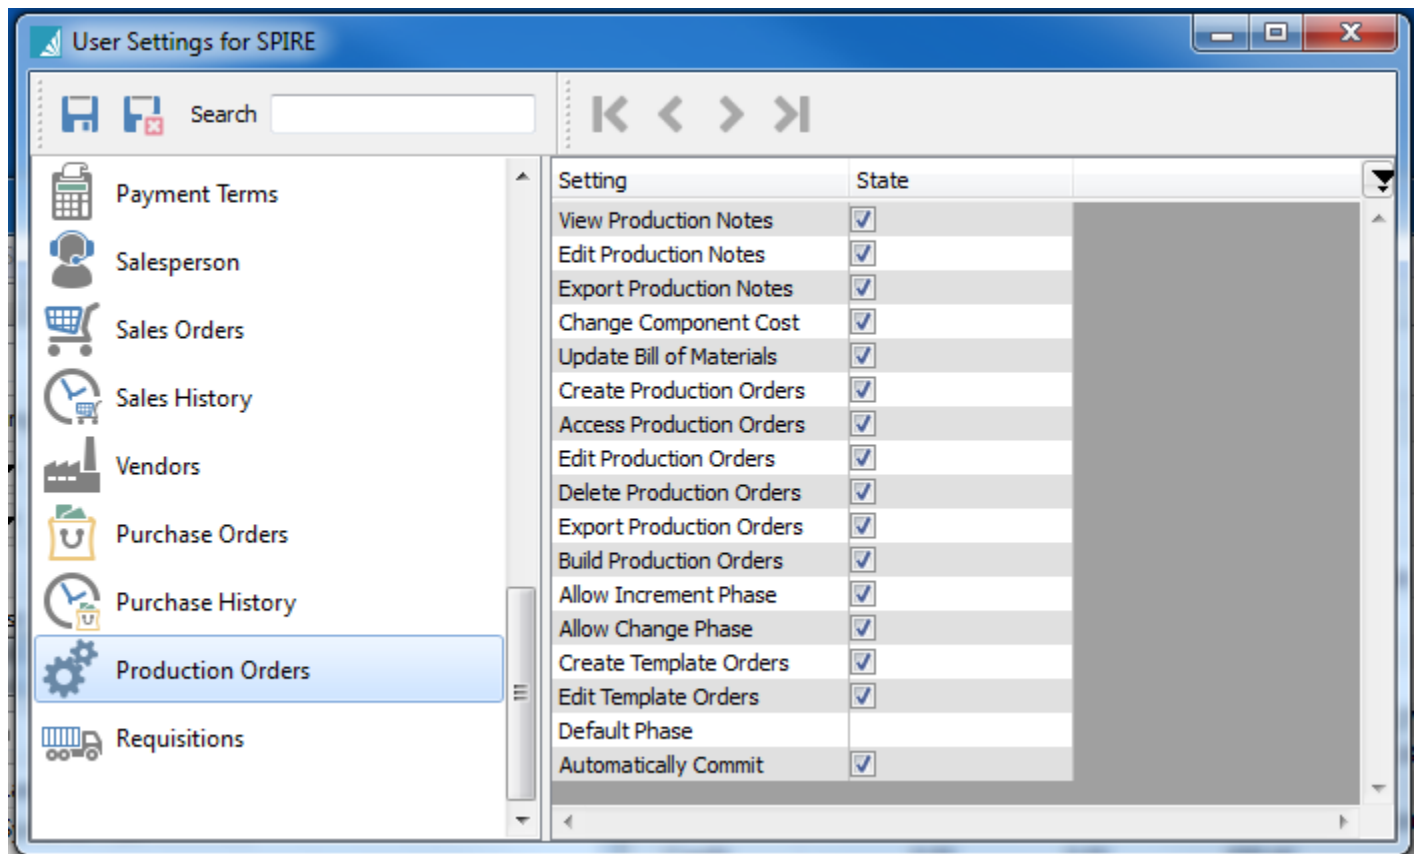 User Settings for SPIRE
Search
Payment Terms
Salesperson
Sales Orders
Sales History
Vendors
Purchase Orders
Purchase History
Production Orders
Requisitions
Setting State
View Production Notes
Edit Production Notes
Export Production Notes
Change Component Cost
Update Bill of Materials
Create Production Orders
Access Production Orders
Edit Production Orders
Delete Production Orders
Export Production Orders
Build Production Orders
Allow Increment Phase
Allow Change Phase
Create Template Orders
Edit Template Orders
Default Phase
Automatically Commit